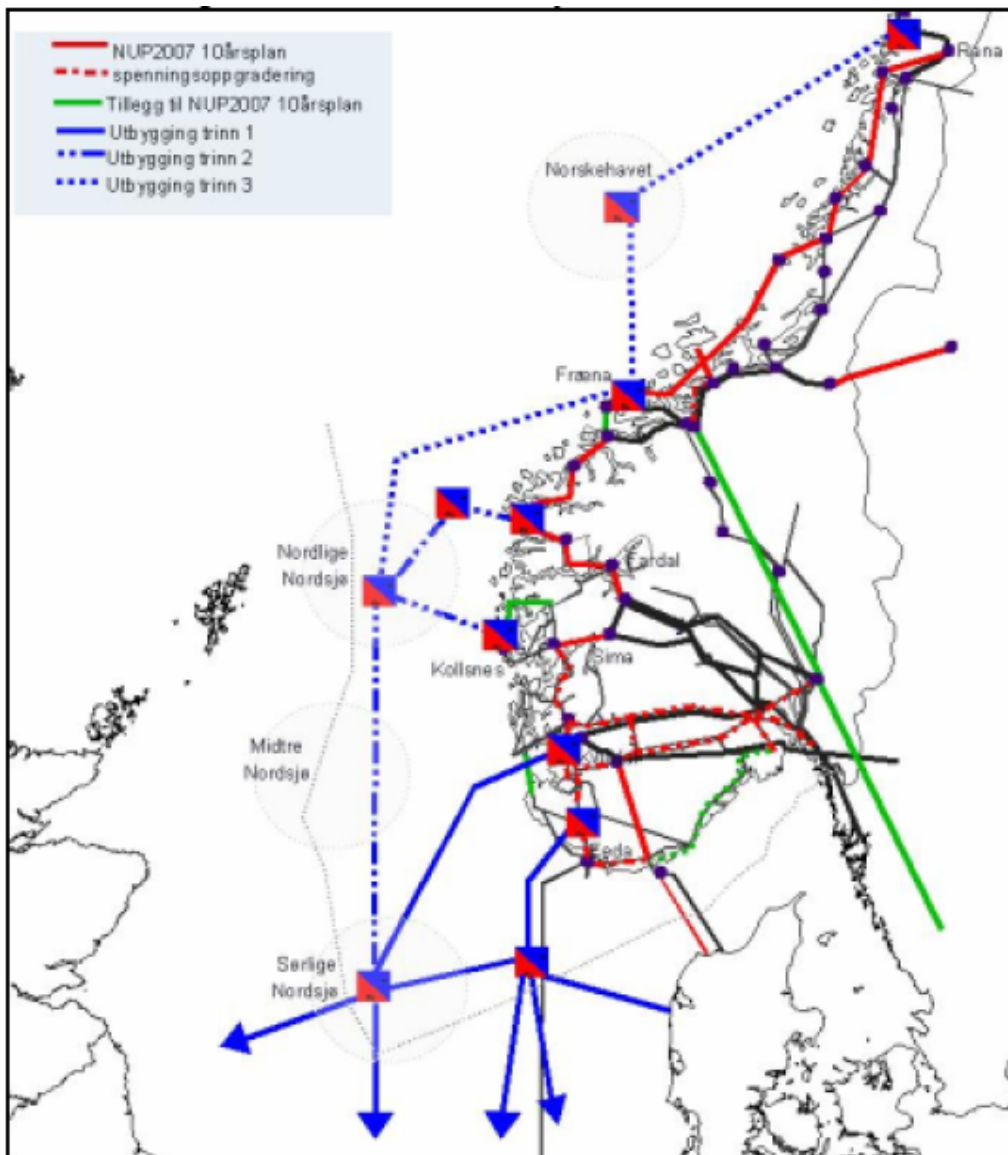 NUP2007 10årsplan
spenningsoppgradering
Tillegg til NUP2007 10årsplan
Utbygging trinn 1
Utbygging trinn 2
Utbygging trinn 3
Rana
Norskehavet
Fræna
Nordlige
Nordsjø
Fardal
Sima
Kollsnes
Midtre
Nordsjø
Feda
Sørlige
Nordsjø